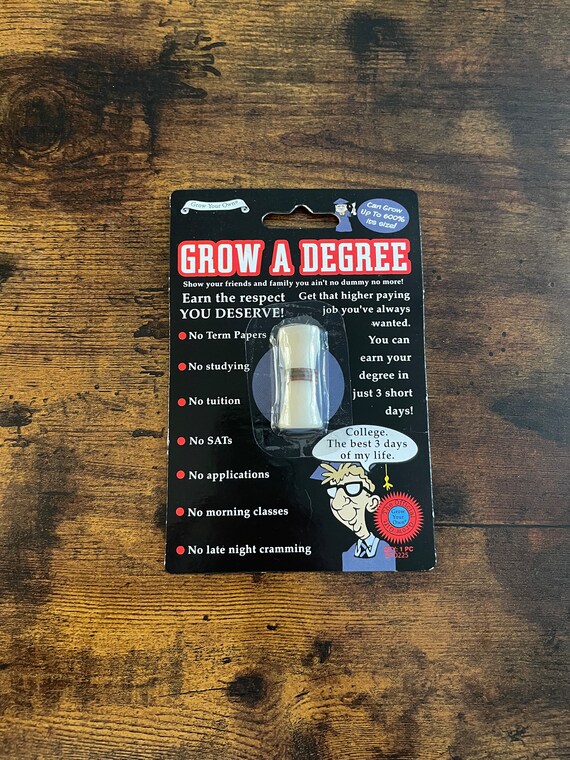 Grow Your Own!
Can Grow
Up To 600%
its size!
GROW A DEGREE
Show your friends and family you ain't no dummy no more!
Earn the respect
YOU DESERVE!
Get that higher paying
job you've always
wanted.
You can
earn your
degree in
just 3 short
days!
No Term Papers
No studying
No tuition
No SATs
No applications
No morning classes
No late night cramming
College.
The best 3 days
of my life.
Grow
Your
Own!
1 PC